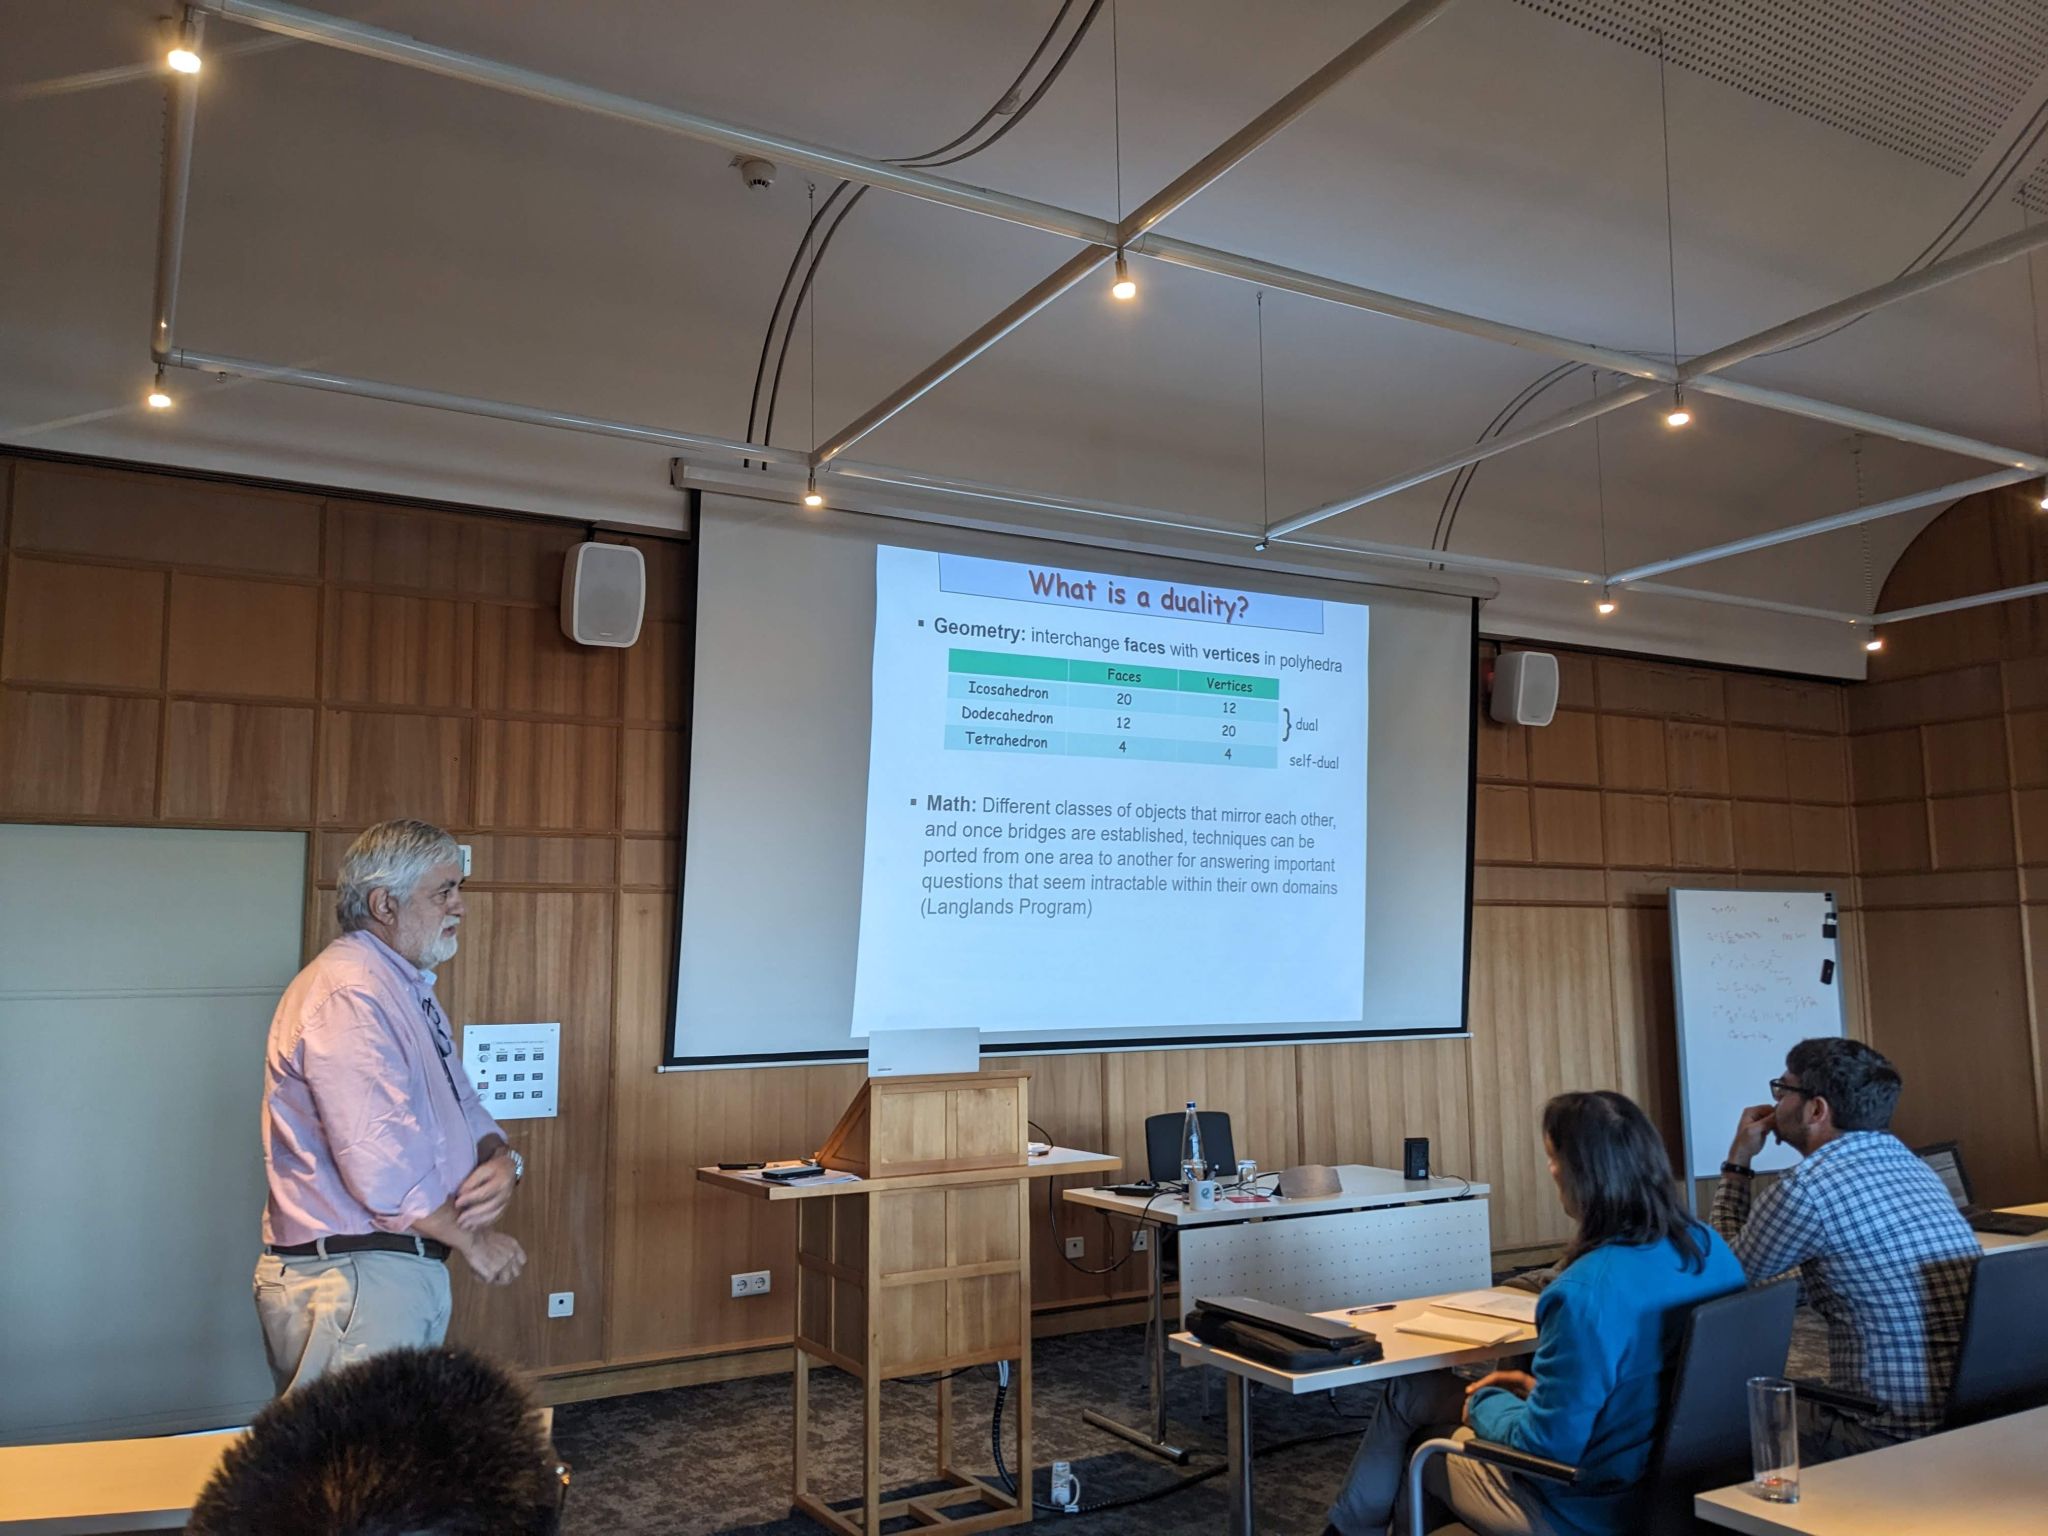 What is a duality?
▪ Geometry: interchange faces with vertices in polyhedra
Faces Vertices
Icosahedron 20 12
Dodecahedron 12 20
} dual
Tetrahedron 4 4
self-dual
▪ Math: Different classes of objects that mirror each other,
and once bridges are established, techniques can be
ported from one area to another for answering important
questions that seem intractable within their own domains
(Langlands Program)